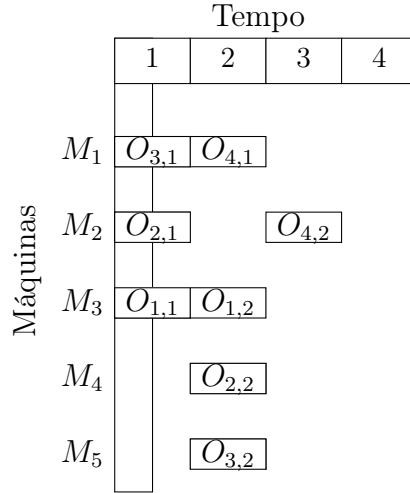 Tempo
1 2 3 4
M₁ O₃,₁ O₄,₁
M₂ O₂,₁ O₄,₂
M₃ O₁,₁ O₁,₂
M₄ O₂,₂
M₅ O₃,₂
Máquinas